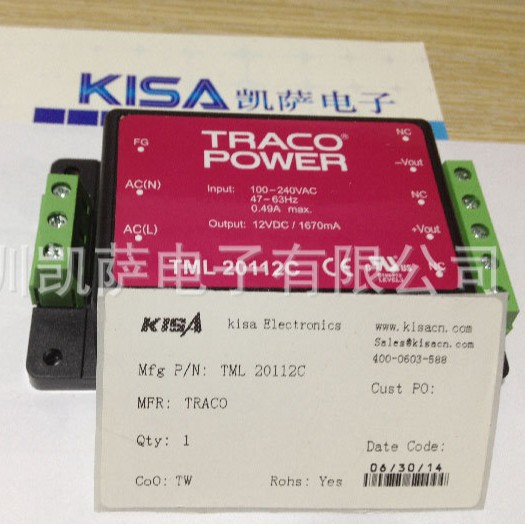 KISA 凯萨电子
TRACO®
POWER
FG
AC(N)
AC(L)
NC
–Vout
NC
+Vout
NC
Input: 100–240VAC
47–63Hz
0.49A max.
Output: 12VDC / 1670mA
TML 20112C CE
圳凯萨电子有限公司
KISA kisa Electronics
www.kisacn.com
Sales@kisacn.com
400-0603-588
Mfg P/N: TML 20112C
Cust PO:
MFR: TRACO
Qty: 1
Date Code:
06/30/14
CoO: TW Rohs: Yes